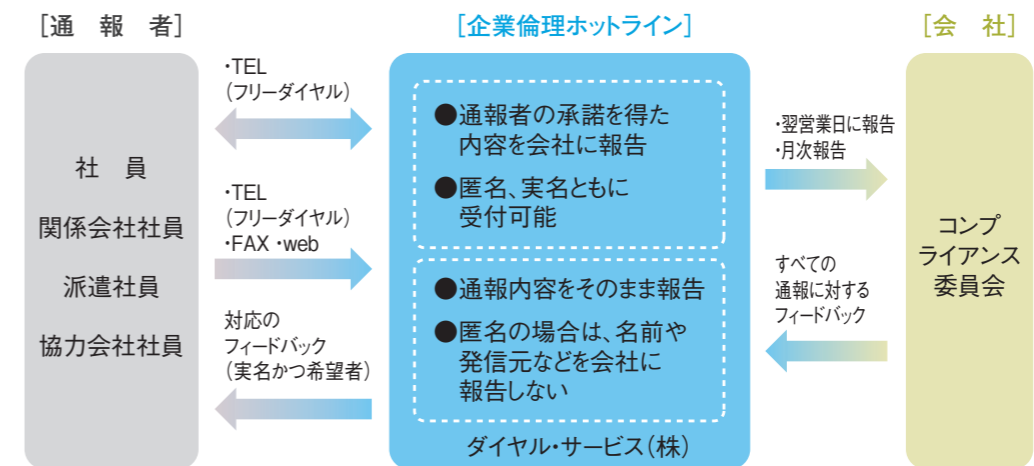 ［通　報　者］
社　員
関係会社社員
派遣社員
協力会社社員
・TEL
（フリーダイヤル）
・TEL
（フリーダイヤル）
・FAX ・web
対応の
フィードバック
（実名かつ希望者）
［企業倫理ホットライン］
●通報者の承諾を得た
内容を会社に報告
●匿名、実名ともに
受付可能
●通報内容をそのまま報告
●匿名の場合は、名前や
発信元などを会社に
報告しない
ダイヤル・サービス（株）
・翌営業日に報告
・月次報告
すべての
通報に対する
フィードバック
［会　社］
コンプ
ライアンス
委員会